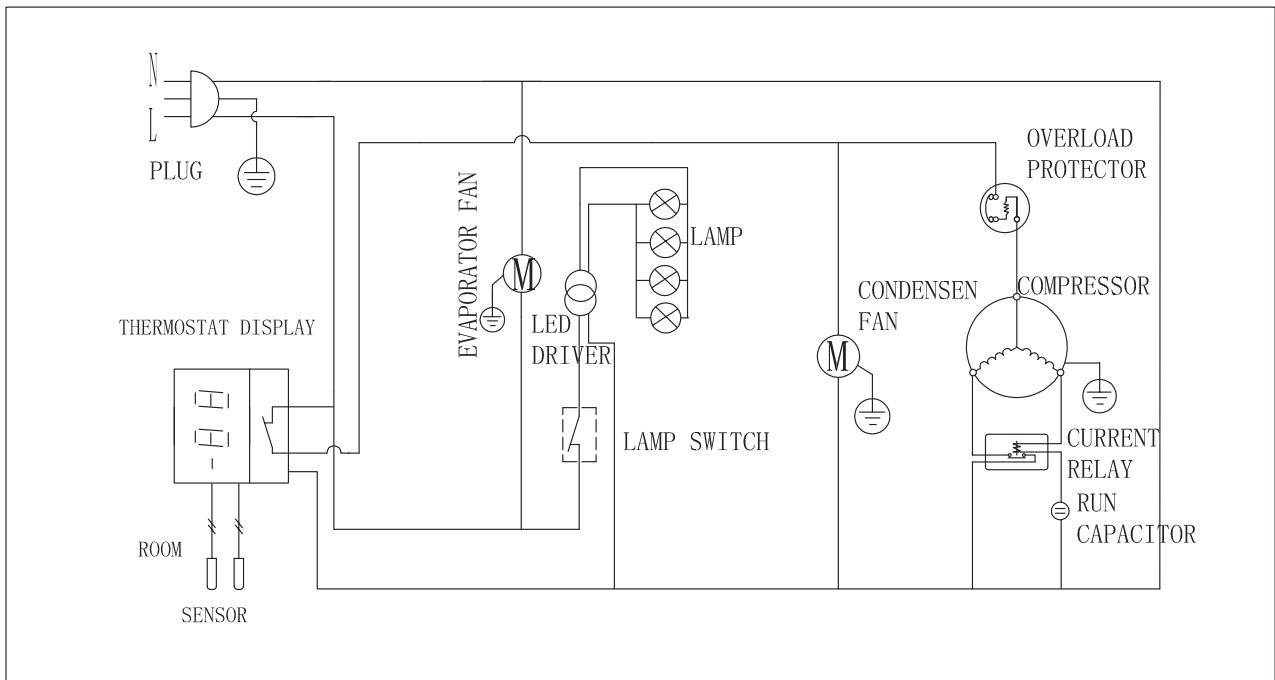 N
L
PLUG
OVERLOAD
PROTECTOR
EVAPORATOR FAN
LAMP
M
COMPRESSOR
CONDENSEN
FAN
THERMOSTAT DISPLAY
LED
DRIVER
M
LAMP SWITCH
CURRENT
RELAY
RUN
CAPACITOR
ROOM
SENSOR